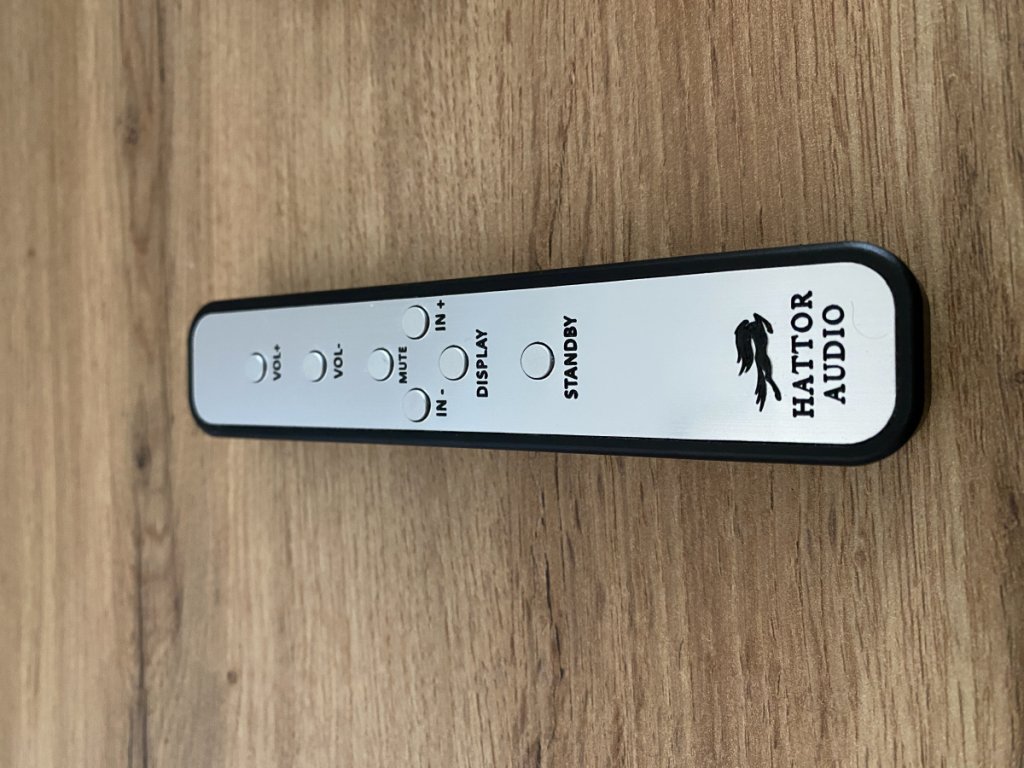 VOL+
VOL-
MUTE
IN - IN +
DISPLAY
STANDBY
HATTOR
AUDIO